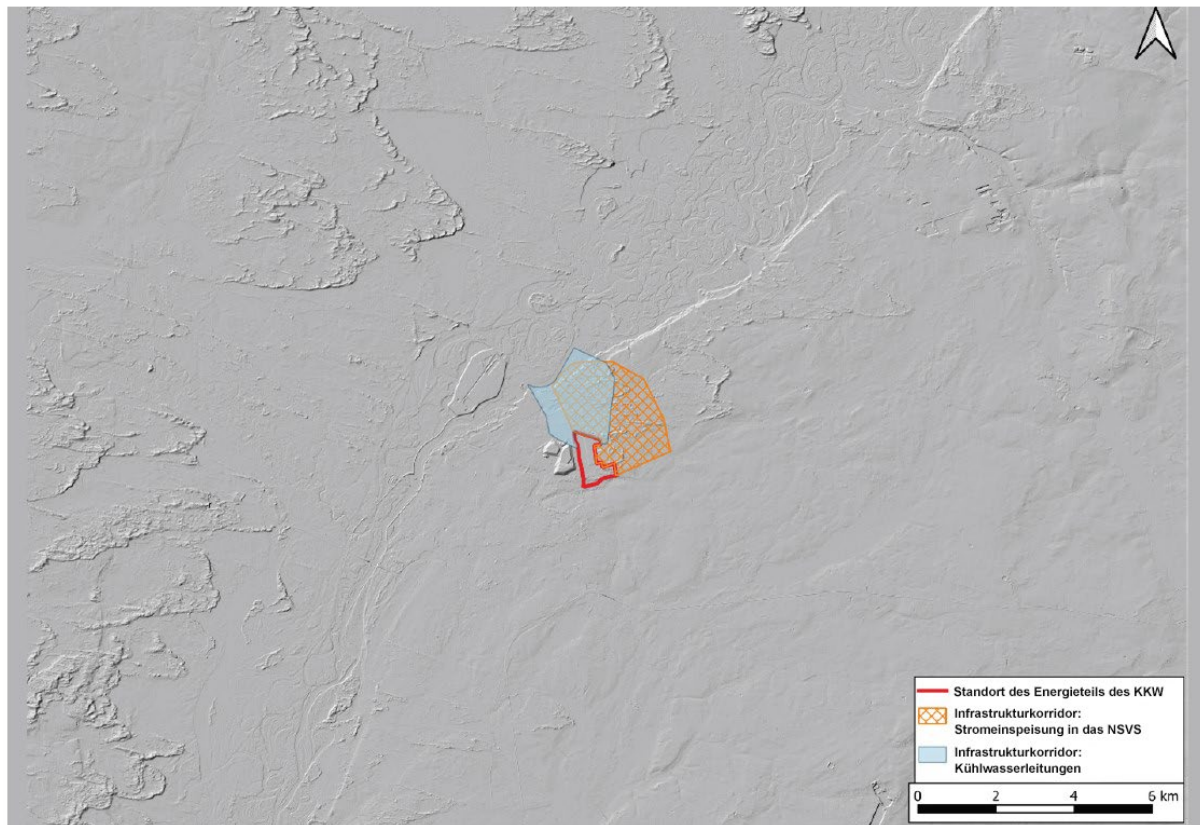 Standort des Energieteils des KKW
Infrastrukturkorridor:
Stromeinspeisung in das NSVS
Infrastrukturkorridor:
Kühlwasserleitungen
0 2 4 6 km